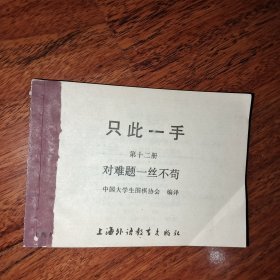 只此一手
第十二册
对难题一丝不苟
中国大学生围棋协会 编译
上海外语教育出版社